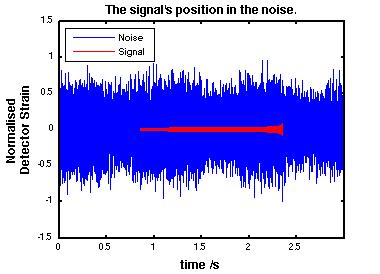 The signal's position in the noise.
Noise
Signal
Normalised
Detector Strain
1.5
1
0.5
0
-0.5
-1
-1.5
0
0.5
1
1.5
2
2.5
time /s